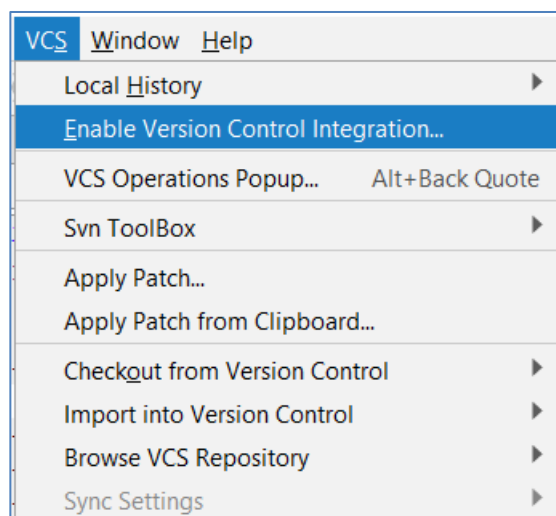 VCS Window Help
Local History
Enable Version Control Integration...
VCS Operations Popup... Alt+Back Quote
Svn ToolBox
Apply Patch...
Apply Patch from Clipboard...
Checkout from Version Control
Import into Version Control
Browse VCS Repository
Sync Settings